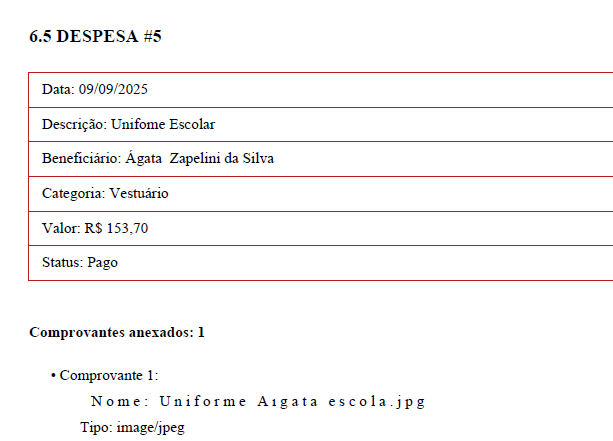 6.5 DESPESA #5
Data: 09/09/2025
Descrição: Unifome Escolar
Beneficiário: Ágata  Zapelini da Silva
Categoria: Vestuário
Valor: R$ 153,70
Status: Pago
Comprovantes anexados: 1
• Comprovante 1:
Nome: Uniforme Aıgata escola.jpg
Tipo: image/jpeg